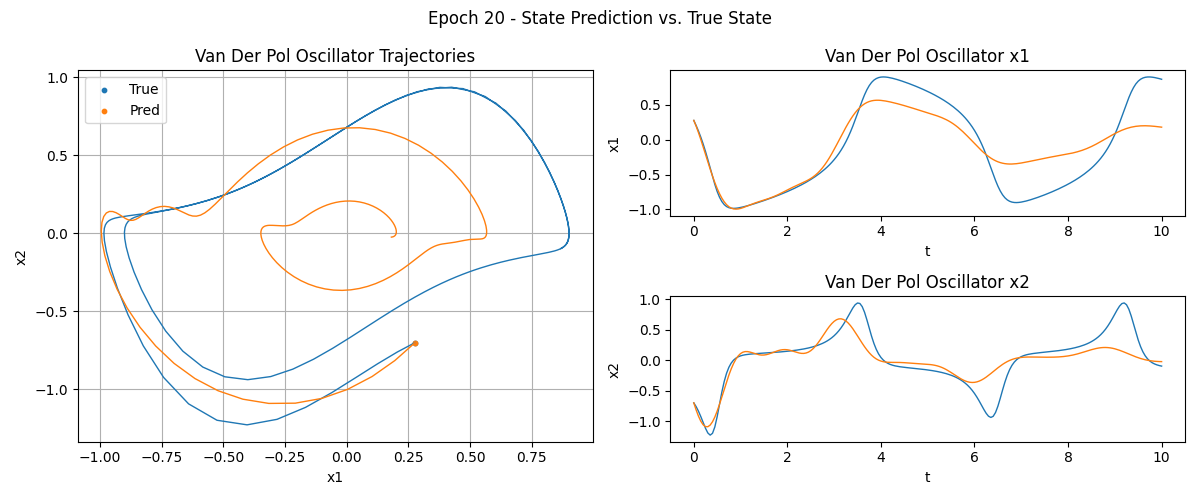 Epoch 20 - State Prediction vs. True State
Van Der Pol Oscillator Trajectories
True
Pred
1.0
0.5
0.0
−0.5
−1.0
x2
−1.00 −0.75 −0.50 −0.25 0.00 0.25 0.50 0.75
x1
Van Der Pol Oscillator x1
0.5
0.0
−0.5
−1.0
x1
0 2 4 6 8 10
t
Van Der Pol Oscillator x2
1.0
0.5
0.0
−0.5
−1.0
x2
0 2 4 6 8 10
t